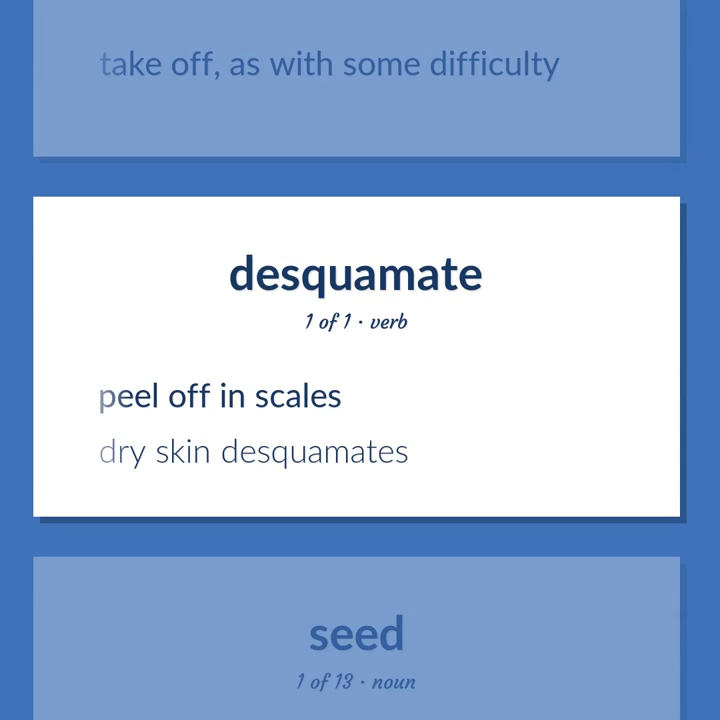 take off, as with some difficulty
desquamate
1 of 1 · verb
peel off in scales
dry skin desquamates
seed
1 of 13 · noun